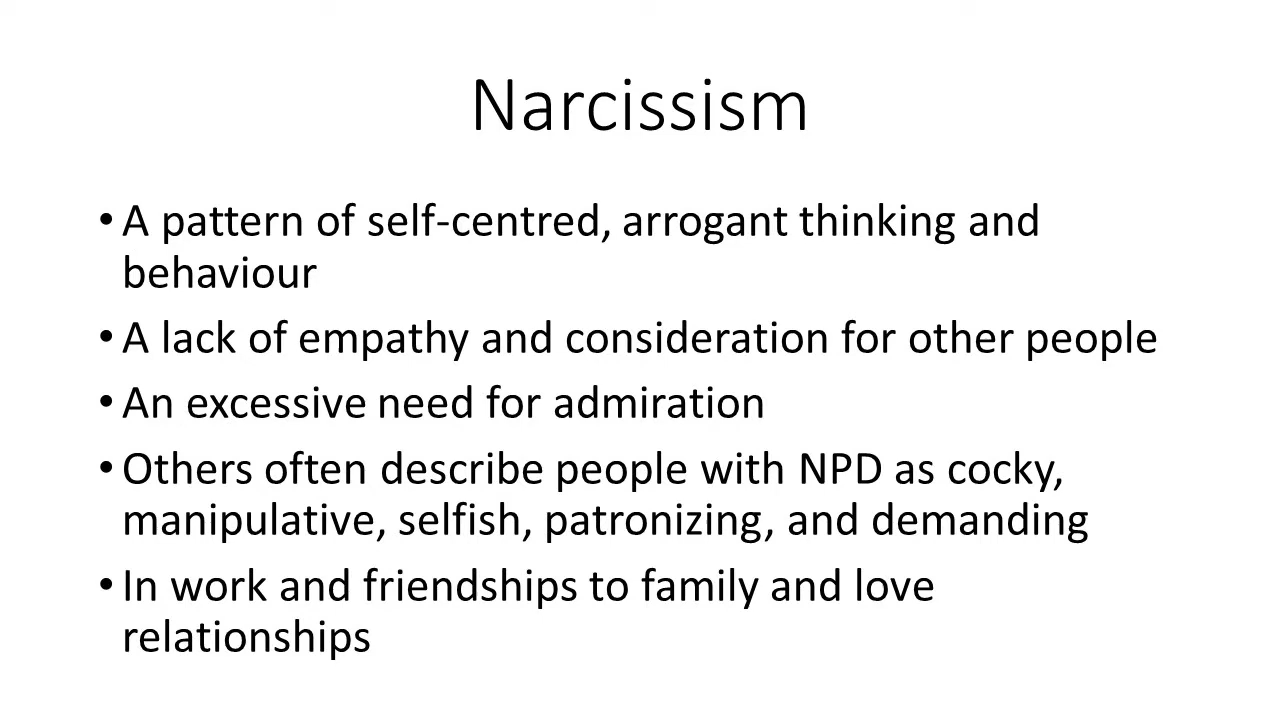 Narcissism
• A pattern of self-centred, arrogant thinking and
behaviour
• A lack of empathy and consideration for other people
• An excessive need for admiration
• Others often describe people with NPD as cocky,
manipulative, selfish, patronizing, and demanding
• In work and friendships to family and love
relationships